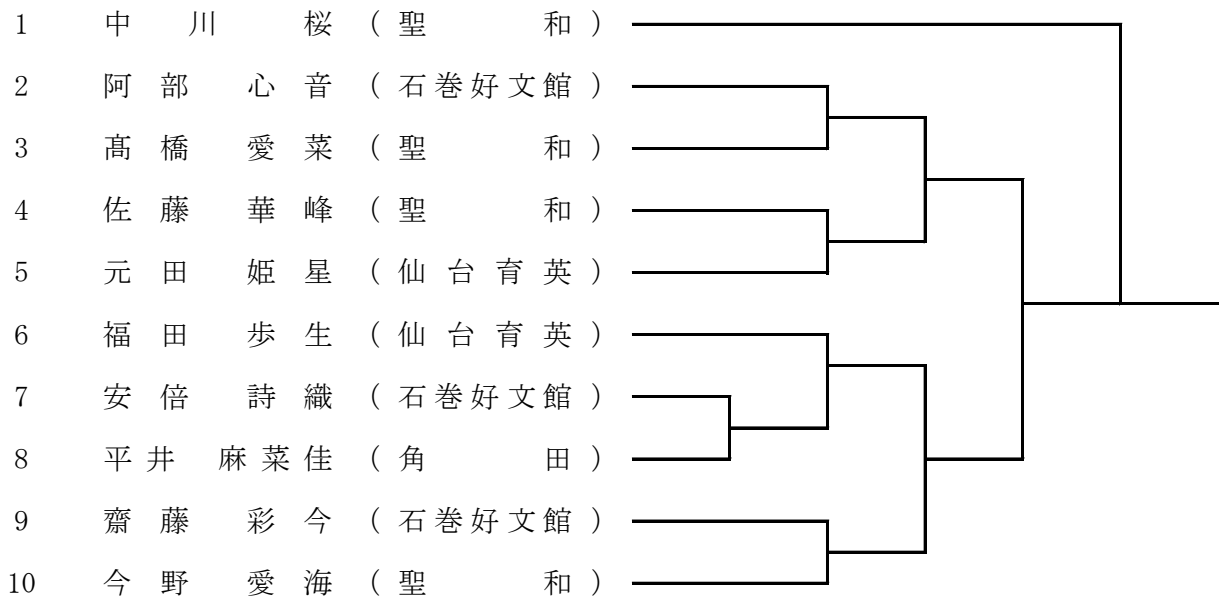 1 中川 桜 (聖和)
2 阿部 心音 (石巻好文館)
3 髙橋 愛菜 (聖和)
4 佐藤 華峰 (聖和)
5 元田 姫星 (仙台育英)
6 福田 歩生 (仙台育英)
7 安倍 詩織 (石巻好文館)
8 平井 麻菜佳 (角田)
9 齋藤 彩今 (石巻好文館)
10 今野 愛海 (聖和)